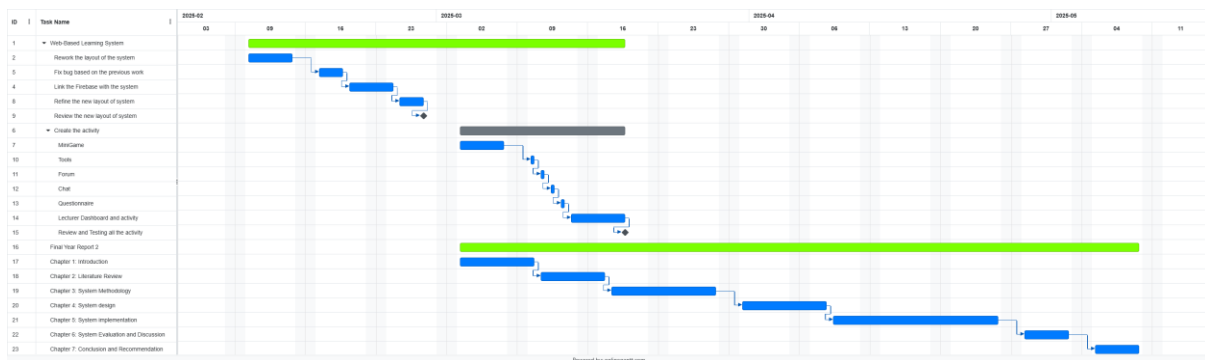 ID Task Name 2025-02 2025-03 2025-04 2025-05
02 09 16 23 02 09 16 23 30 06 13 20 27 04 11
1 Web-Based Learning System
2 Rework the layout of the system
5 Fix bug based on the previous work
4 Link the Firebase with the system
8 Refine the new layout of system
9 Review the new layout of system
6 Create the activity
7 MiniGame
10 Tools
11 Forum
12 Chat
13 Questionnaire
14 Lecturer Dashboard and activity
15 Review and Testing all the activity
16 Final Year Report 2
17 Chapter 1: Introduction
18 Chapter 2: Literature Review
19 Chapter 3: System Methodology
20 Chapter 4: System design
21 Chapter 5: System implementation
22 Chapter 6: System Evaluation and Discussion
23 Chapter 7: Conclusion and Recommendation